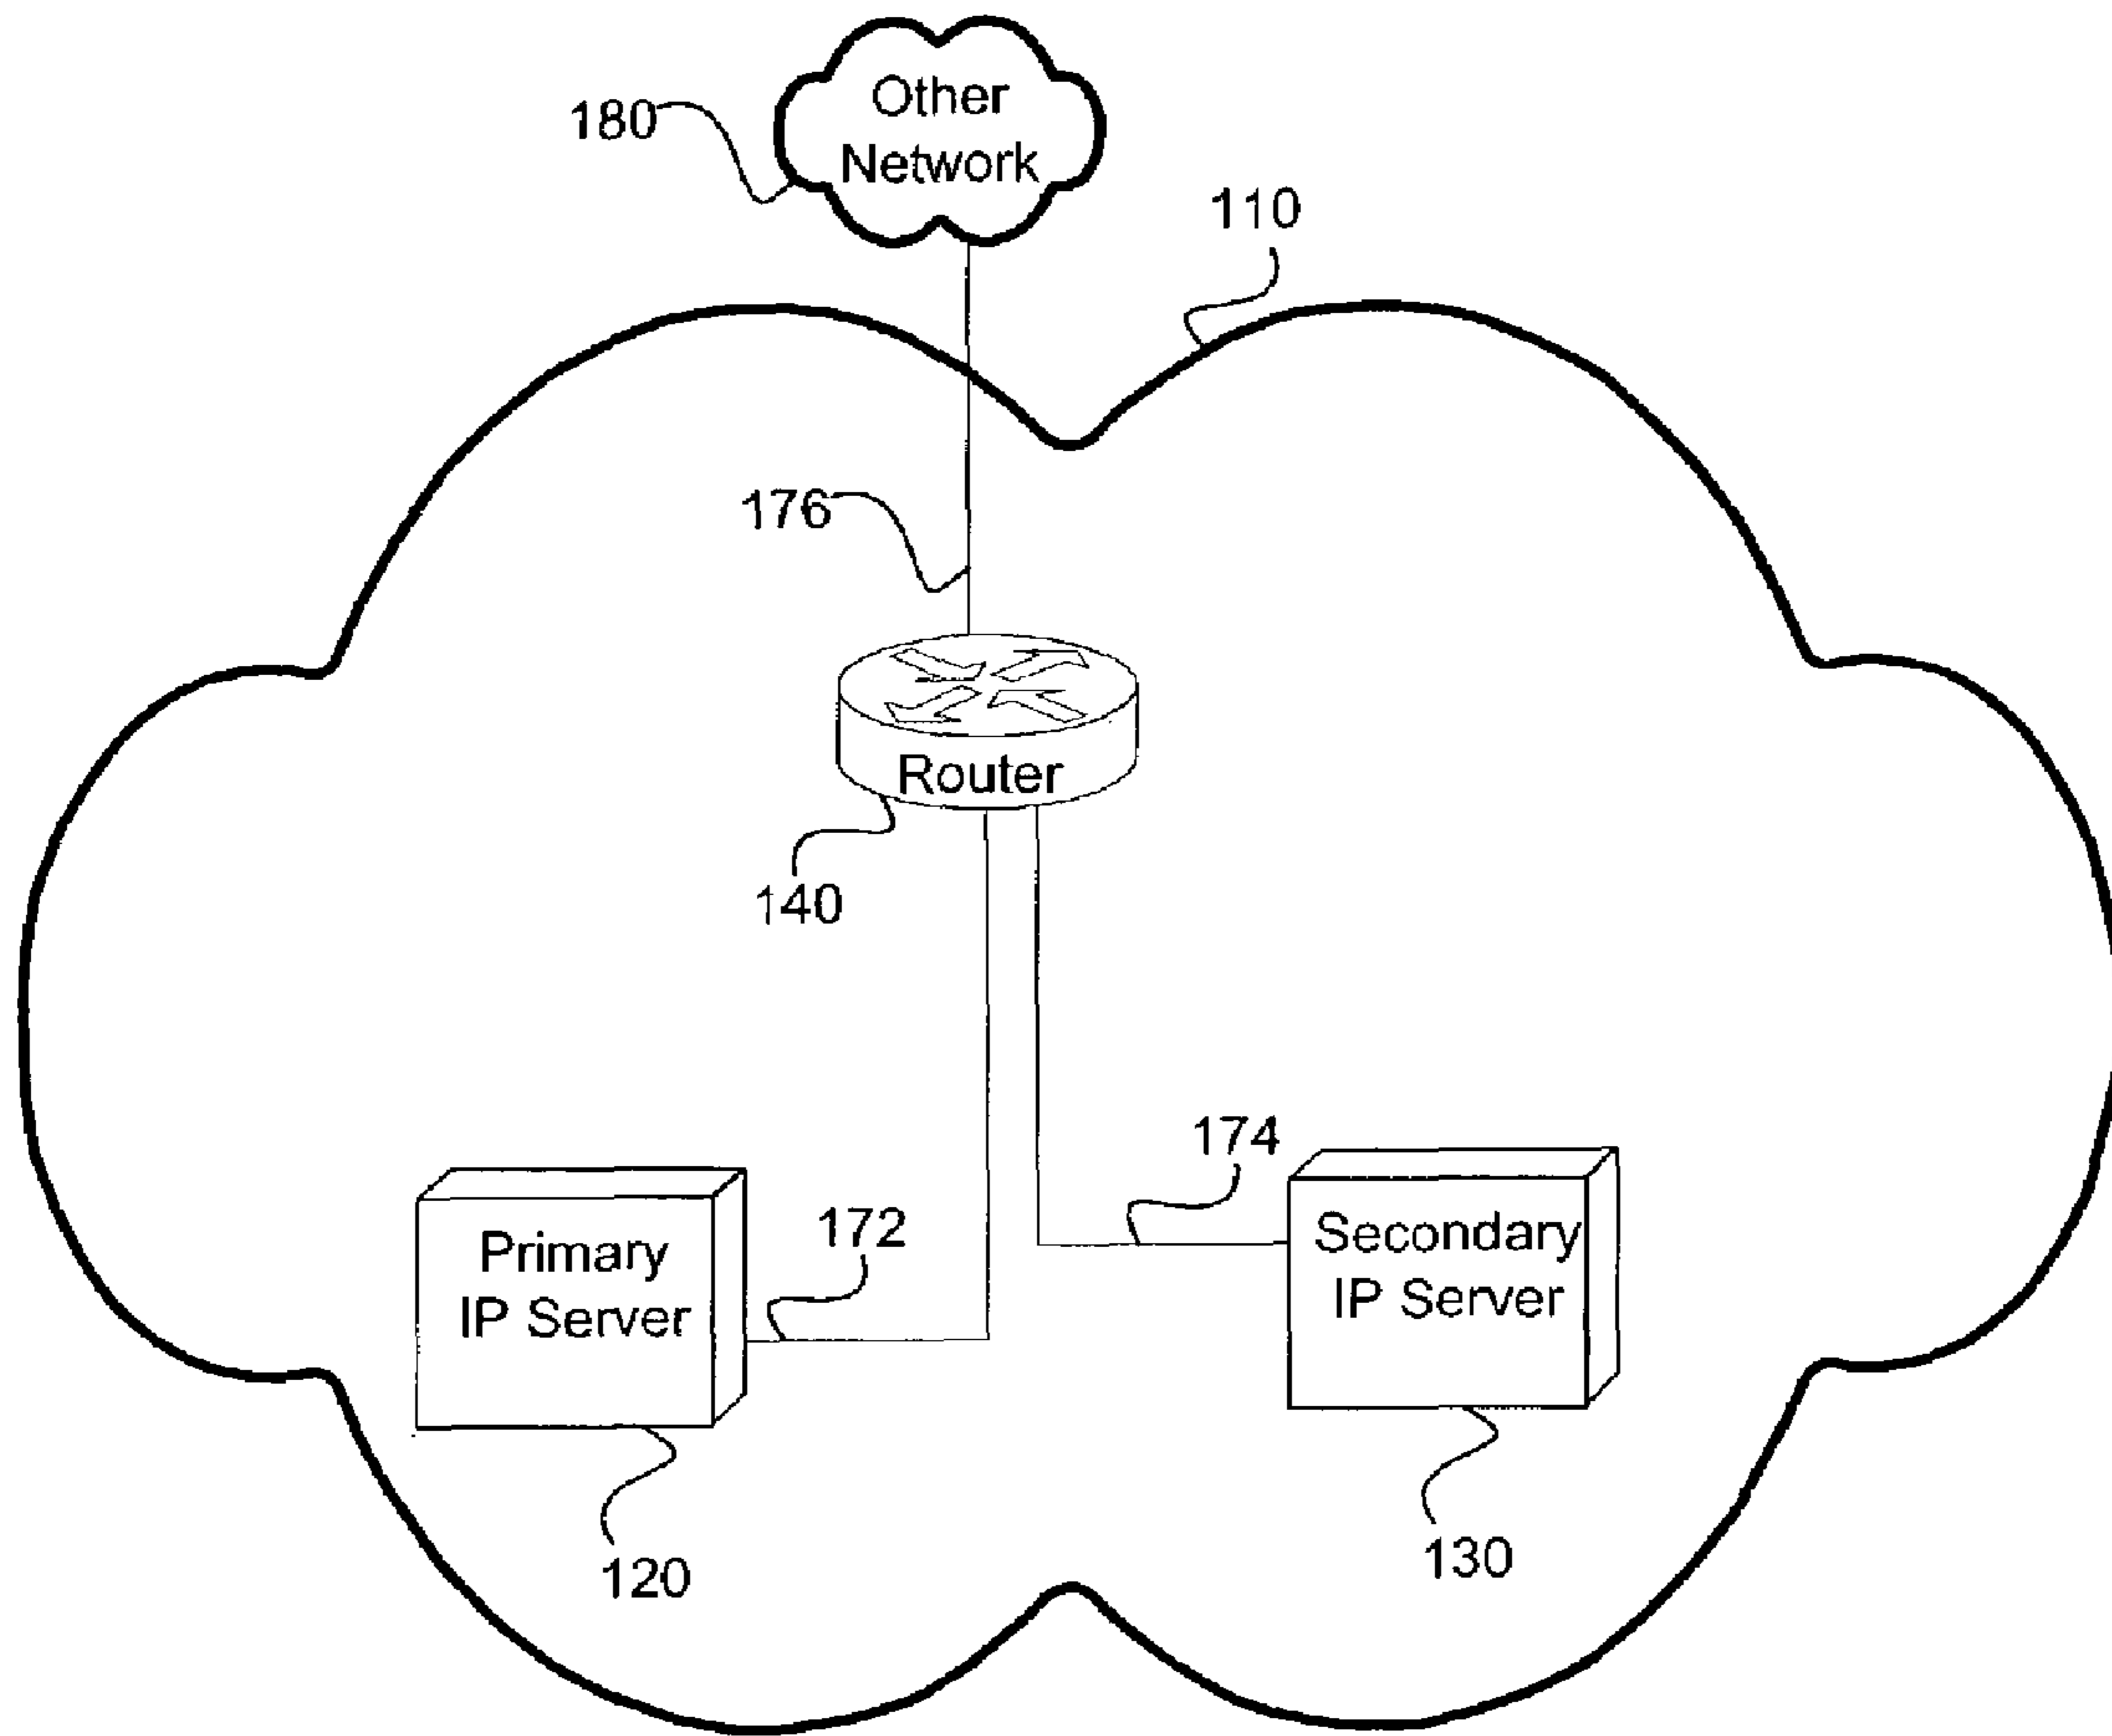 Other
Network
180
110
176
Router
140
174
172
Primary
IP Server
Secondary
IP Server
120
130